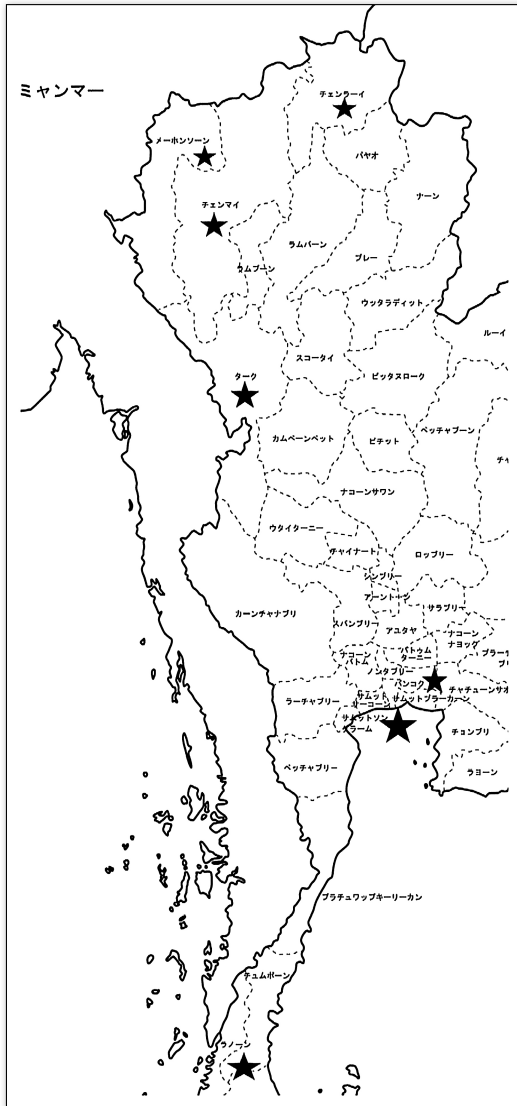 ミャンマー
チェンラーイ
メーホンソーン
パヤオ
ナーン
チェンマイ
ラムパーン
プレー
ラムプーン
ウッタラディット
ルーイ
スコータイ
ターク
ピッタスローク
ペッチャブーン
カムペーンペット
ピチット
チャ
ナコーンサワン
ウタイターニー
チャイナート
ロッブリー
シンブリー
アーントーン
カーンチャナブリ
サラブリー
スパンブリー
アユタヤ
ナコーン
ナヨッグ
パトゥム
ターニー
ナコーン
パトム
ノンタブリー
バンコク
チャチューンサオ
ラーチャブリー
サムット
サーコーン
サムットプラーカーン
サムットソン
クラーム
チョンブリ
ペッチャブリー
ラヨーン
プラチュワップキーリーカン
チュムポーン
ラノーン